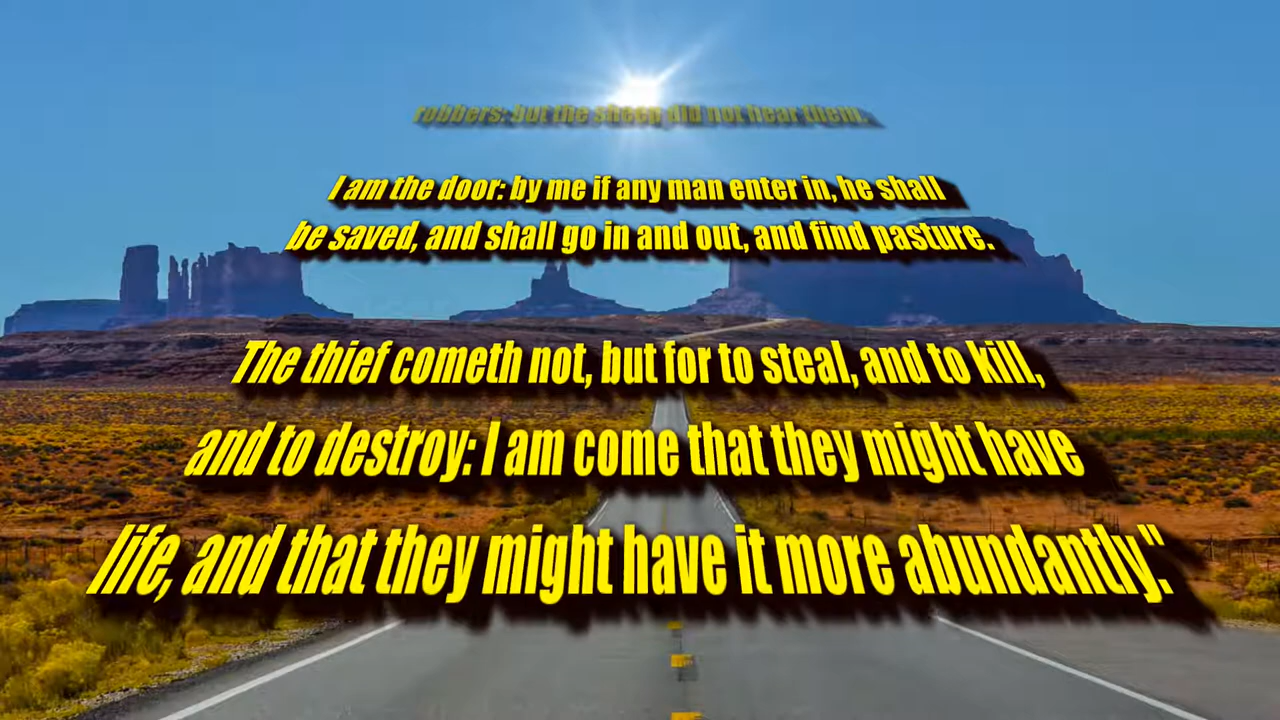 robbers: but the sheep did not hear them.
I am the door: by me if any man enter in, he shall
be saved, and shall go in and out, and find pasture.
The thief cometh not, but for to steal, and to kill,
and to destroy: I am come that they might have
life, and that they might have it more abundantly."